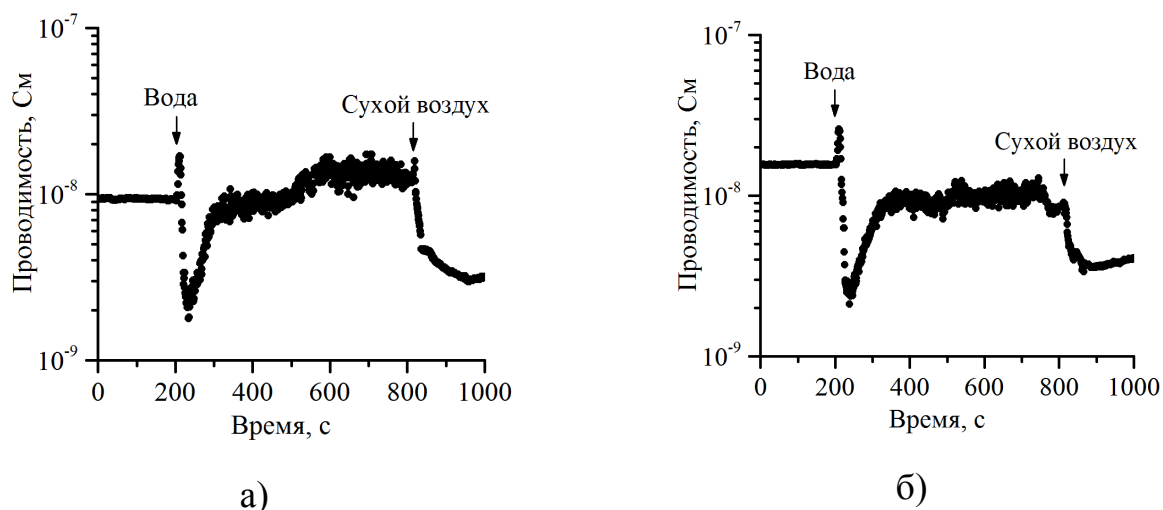 10⁻⁷
Вода
Сухой воздух
10⁻⁸
10⁻⁹
Проводимость, См
0 200 400 600 800 1000
Время, с
а)
10⁻⁷
Вода
Сухой воздух
10⁻⁸
10⁻⁹
Проводимость, См
0 200 400 600 800 1000
Время, с
б)